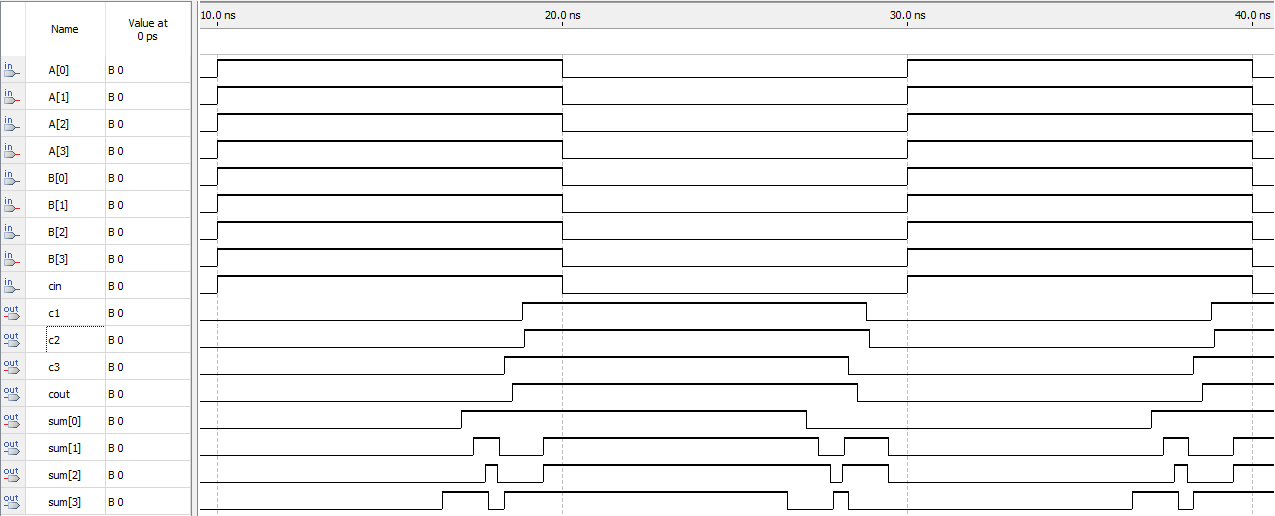 Name Value at 0 ps 10.0 ns 20.0 ns 30.0 ns 40.0 ns
in A[0] B 0
in A[1] B 0
in A[2] B 0
in A[3] B 0
in B[0] B 0
in B[1] B 0
in B[2] B 0
in B[3] B 0
in cin B 0
out c1 B 0
out c2 B 0
out c3 B 0
out cout B 0
out sum[0] B 0
out sum[1] B 0
out sum[2] B 0
out sum[3] B 0